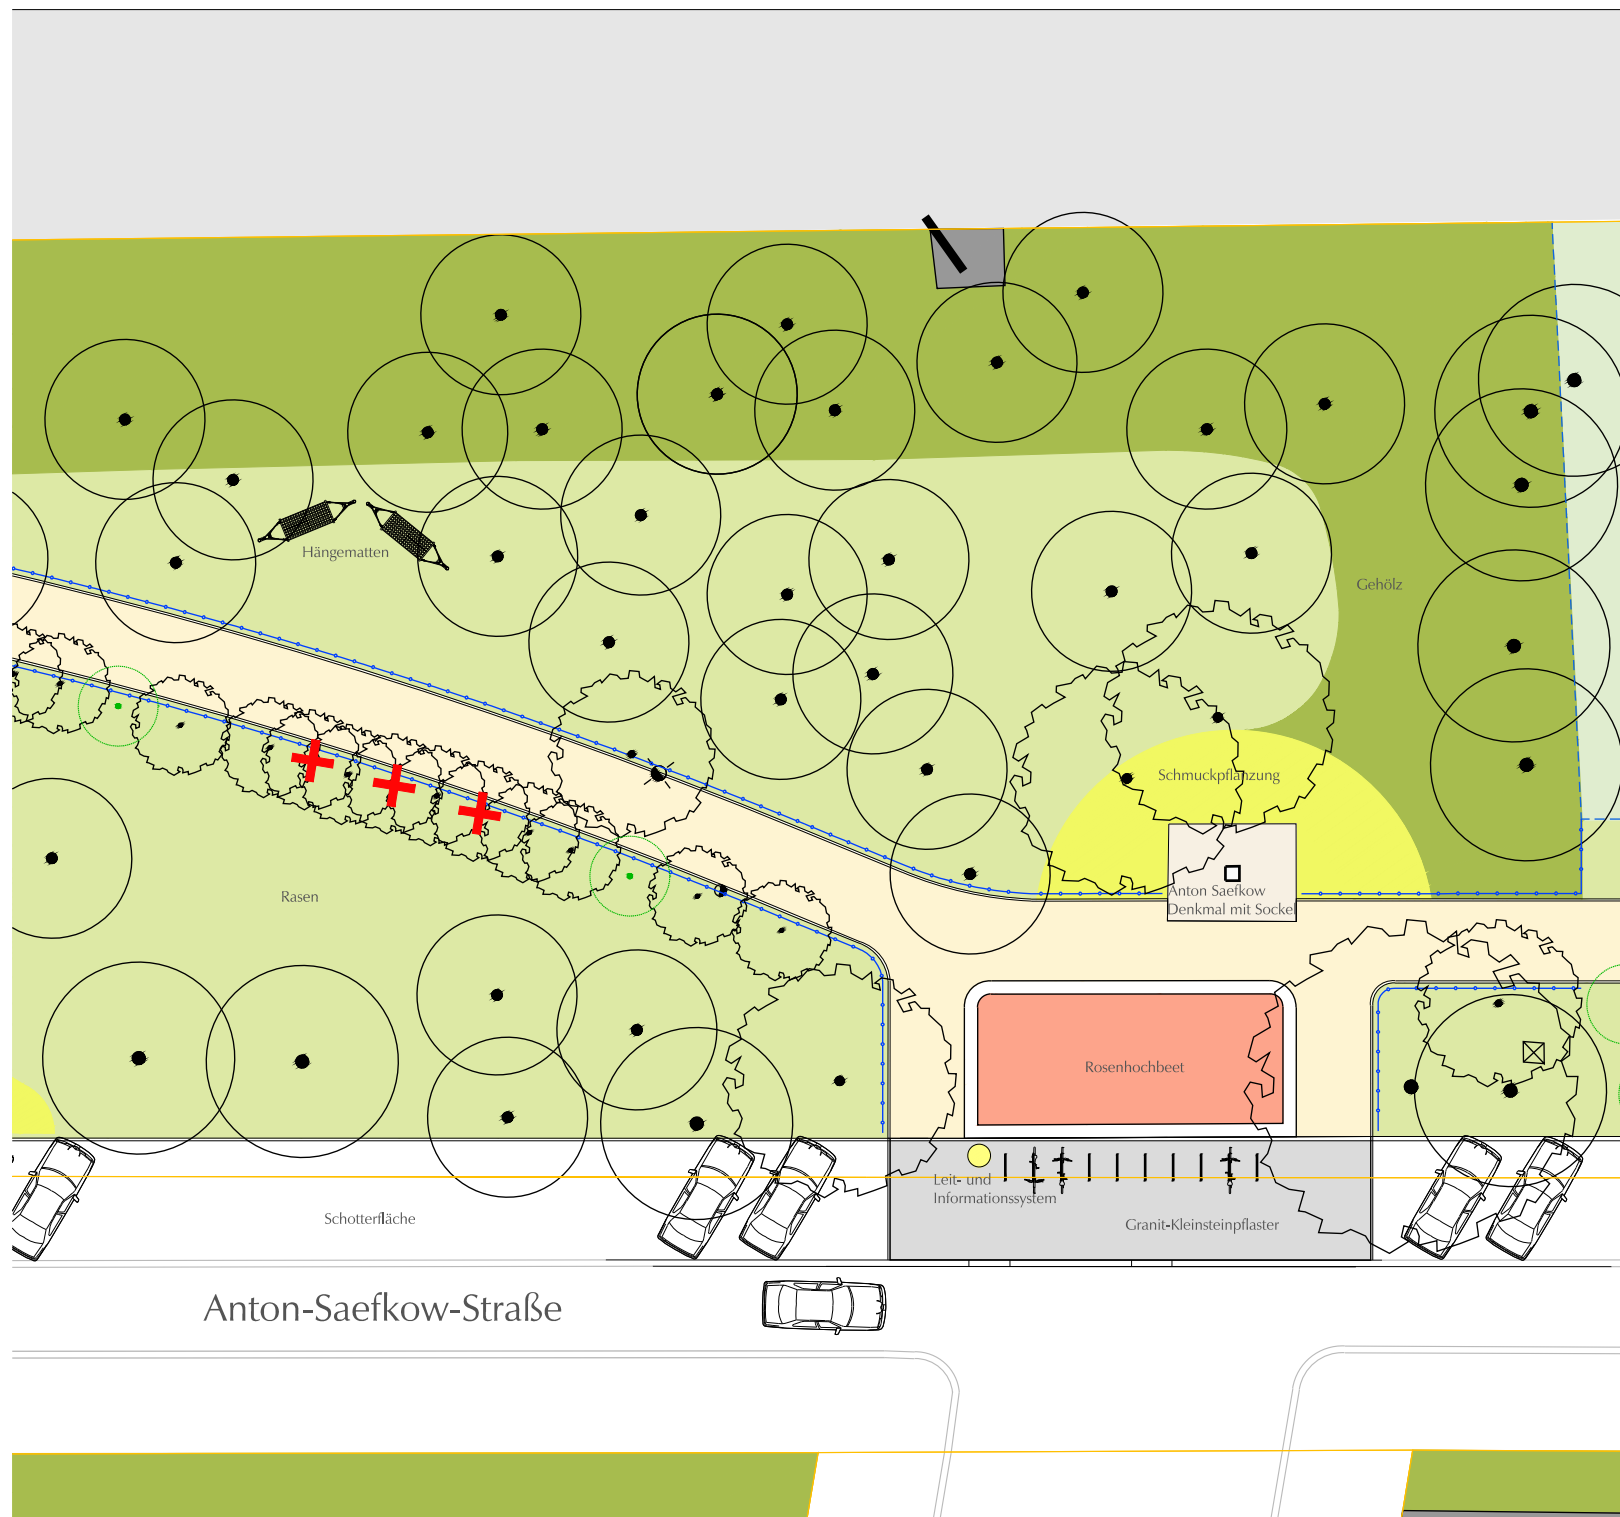 Hängematten
Gehölz
Schmuckpflanzung
Anton Saefkow
Denkmal mit Sockel
Rasen
Rosenhochbeet
Leit- und
Informationssystem
Schotterfläche
Granit-Kleinsteinpflaster
Anton-Saefkow-Straße